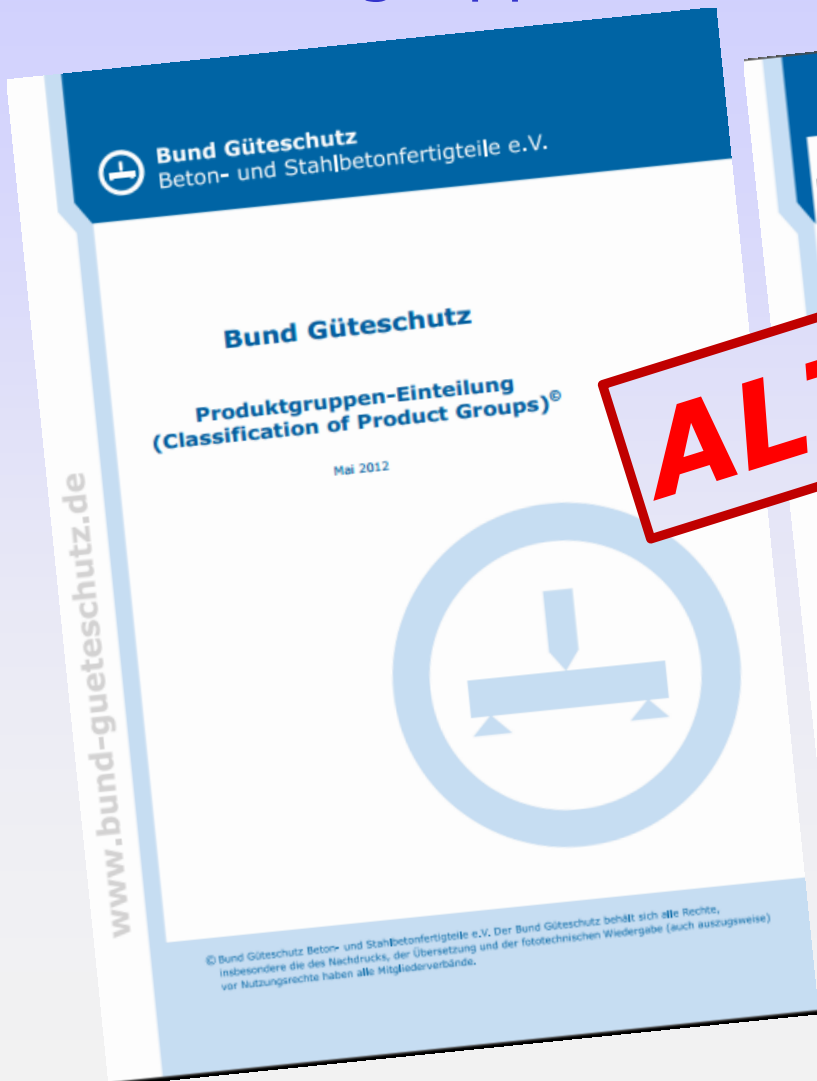 Bund Güteschutz
Beton- und Stahlbetonfertigteile e.V.
Bund Güteschutz
Produktgruppen-Einteilung
(Classification of Product Groups)©
Mai 2012
www.bund-gueteschutz.de
© Bund Güteschutz Beton- und Stahlbetonfertigteile e.V. Der Bund Güteschutz behält sich alle Rechte,
insbesondere die des Nachdrucks, der Übersetzung und der fototechnischen Wiedergabe (auch auszugsweise)
vor Nutzungsrechte haben alle Mitgliederverbände.